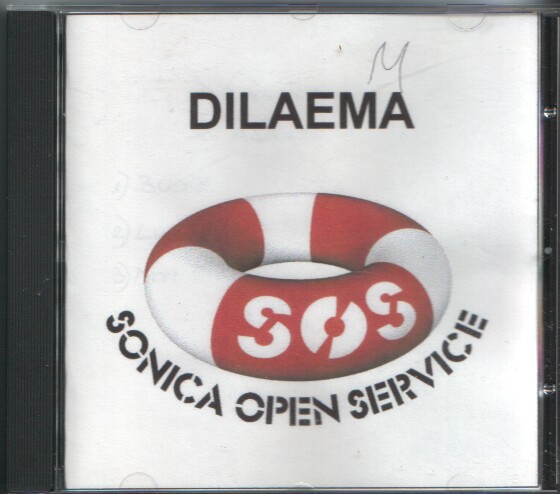 DILAEMA
SOS
SONICA OPEN SERVICE